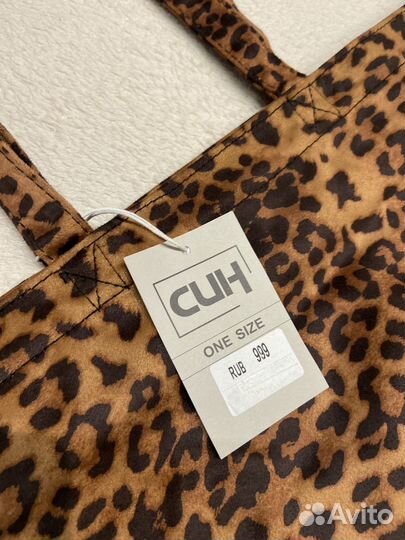 CUH
ONE SIZE
RUB 999
Avito